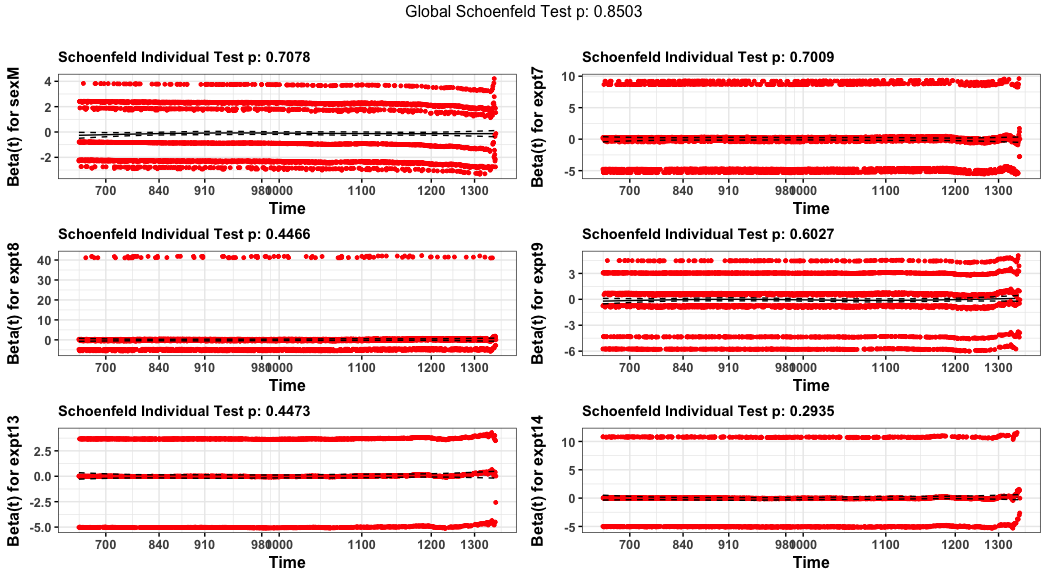 Global Schoenfeld Test p: 0.8503
Schoenfeld Individual Test p: 0.7078
Beta(t) for sexM
4
2
0
-2
700 840 910 980 1000 1100 1200 1300
Time
Schoenfeld Individual Test p: 0.7009
Beta(t) for expt7
10
5
0
-5
700 840 910 980 1000 1100 1200 1300
Time
Schoenfeld Individual Test p: 0.4466
Beta(t) for expt8
40
30
20
10
0
700 840 910 980 1000 1100 1200 1300
Time
Schoenfeld Individual Test p: 0.6027
Beta(t) for expt9
3
0
-3
-6
700 840 910 980 1000 1100 1200 1300
Time
Schoenfeld Individual Test p: 0.4473
Beta(t) for expt13
2.5
0.0
-2.5
-5.0
700 840 910 980 1000 1100 1200 1300
Time
Schoenfeld Individual Test p: 0.2935
Beta(t) for expt14
10
5
0
-5
700 840 910 980 1000 1100 1200 1300
Time